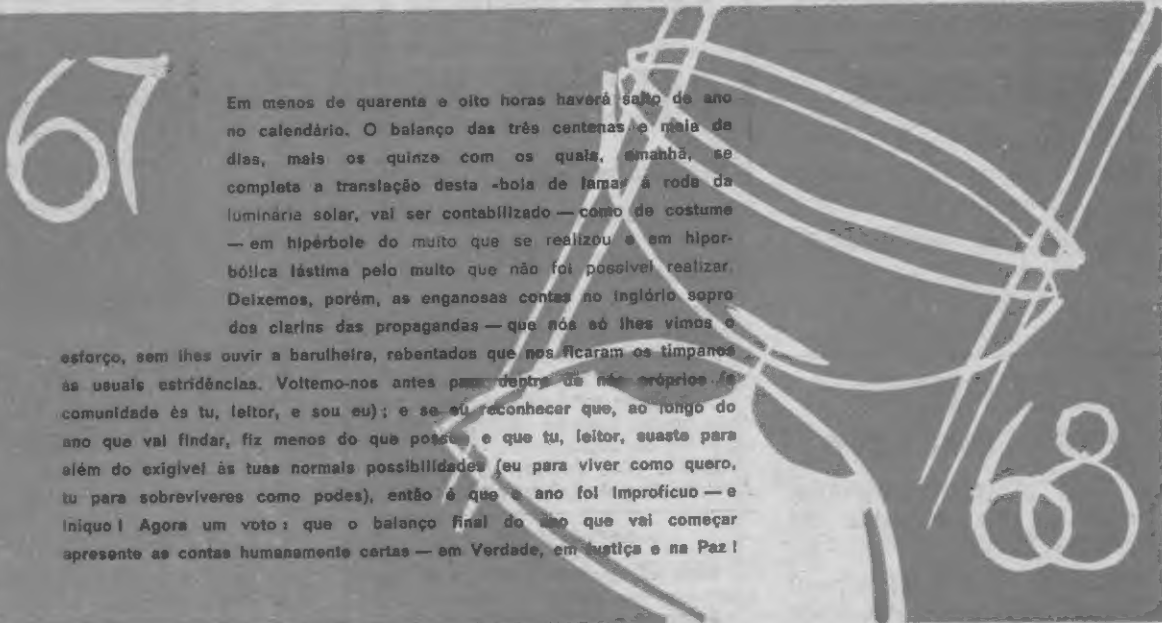 67
Em menos de quarenta e oito horas haverá salto de ano
no calendário. O balanço das três centenas e meia de
dias, mais os quinze com os quais, amanhã, se
completa a translação desta «bola de lama» à roda da
luminária solar, vai ser contabilizado — como de costume
— em hipérbole do muito que se realizou e em hiper-
bólica lástima pelo muito que não foi possível realizar.
Deixemos, porém, as enganosas contas no inglório sopro
dos clarins das propagandas — que nós só lhes vimos o
esforço, sem lhes ouvir a barulheira, rebentados que nos ficaram os tímpanos
às usuais estridências. Voltemo-nos antes para dentro de nós próprios (a
comunidade és tu, leitor, e sou eu); e se eu reconhecer que, ao longo do
ano que vai findar, fiz menos do que posso e que tu, leitor, suaste para
além do exigível às tuas normais possibilidades (eu para viver como quero,
tu para sobreviveres como podes), então é que o ano foi improfícuo — e
iníquo! Agora um voto: que o balanço final do ano que vai começar
apresente as contas humanamente certas — em Verdade, em Justiça e na Paz!
68